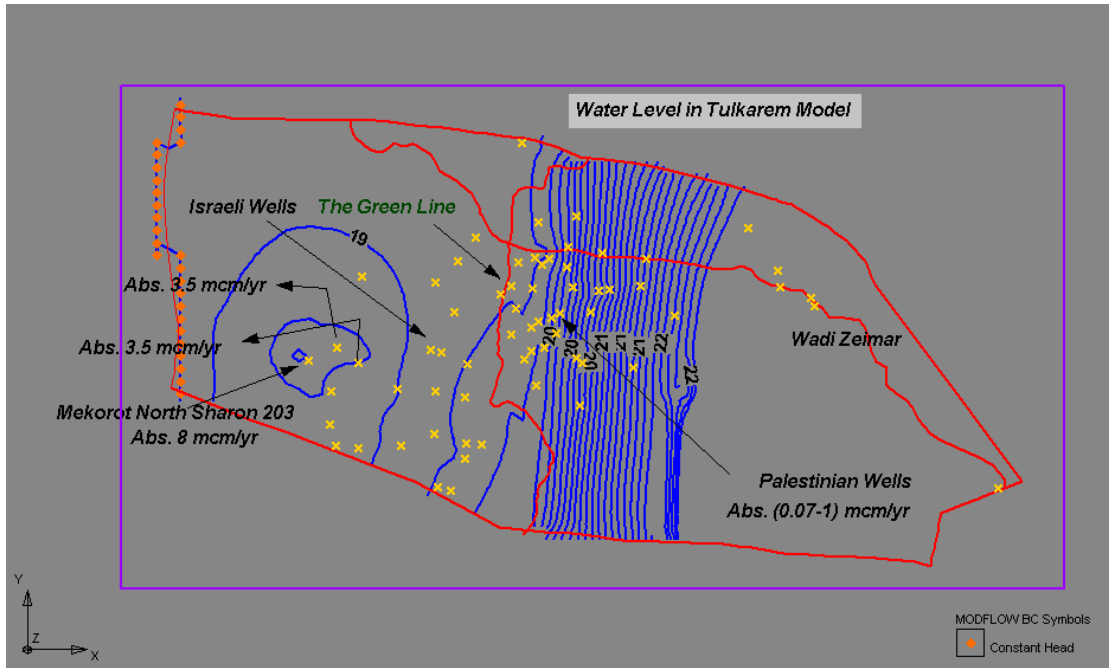 Water Level in Tulkarem Model
Israeli Wells
The Green Line
19
Abs. 3.5 mcm/yr
Abs. 3.5 mcm/yr
20
20
20
21
21
21
22
22
Wadi Zeimar
Mekorot North Sharon 203
Abs. 8 mcm/yr
Palestinian Wells
Abs. (0.07-1) mcm/yr
Y
Z
X
MODFLOW BC Symbols
Constant Head